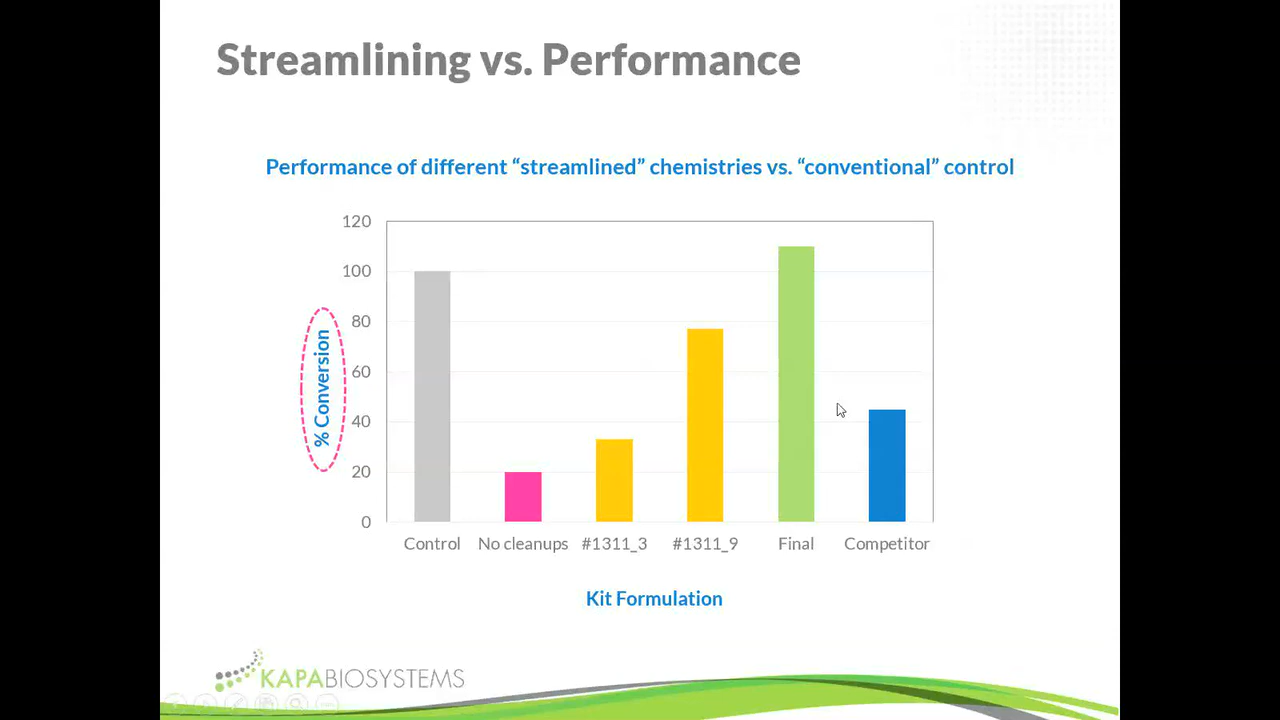 Streamlining vs. Performance
Performance of different “streamlined” chemistries vs. “conventional” control
120
100
80
60
40
20
0
% Conversion
Control
No cleanups
#1311_3
#1311_9
Final
Competitor
Kit Formulation
KAPABIOSYSTEMS